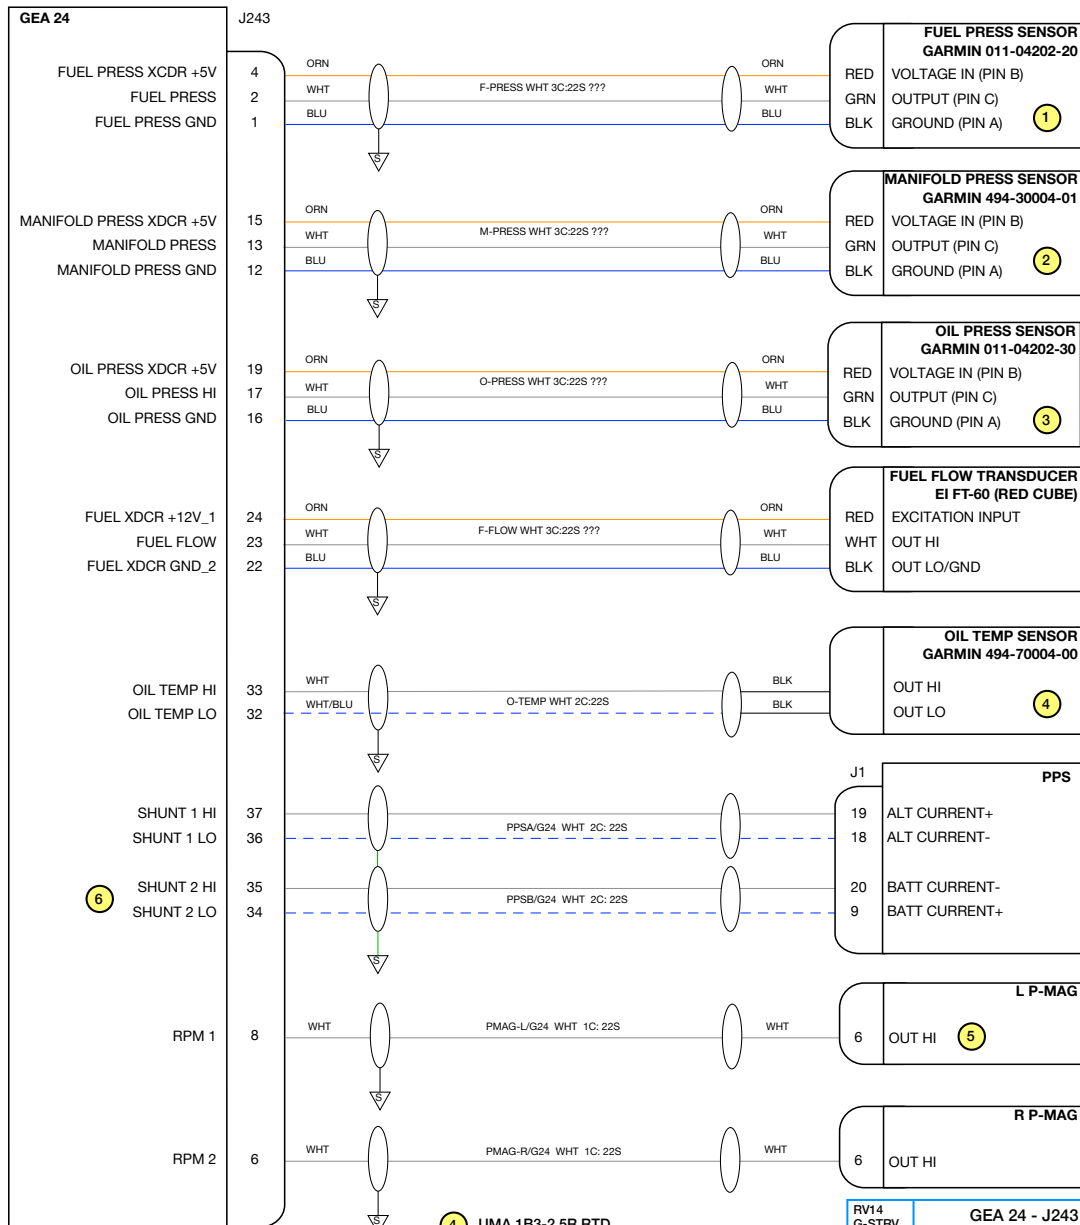 GEA 24 J243
FUEL PRESS SENSOR
GARMIN 011-04202-20
ORN ORN
FUEL PRESS XCDR +5V 4 F-PRESS WHT 3C:22S ??? RED VOLTAGE IN (PIN B)
WHT WHT
FUEL PRESS 2 GRN OUTPUT (PIN C)
BLU BLU
FUEL PRESS GND 1 BLK GROUND (PIN A) 1
S
MANIFOLD PRESS SENSOR
GARMIN 494-30004-01
ORN ORN
MANIFOLD PRESS XDCR +5V 15 M-PRESS WHT 3C:22S ??? RED VOLTAGE IN (PIN B)
WHT WHT
MANIFOLD PRESS 13 GRN OUTPUT (PIN C)
BLU BLU
MANIFOLD PRESS GND 12 BLK GROUND (PIN A) 2
S
OIL PRESS SENSOR
GARMIN 011-04202-30
ORN ORN
OIL PRESS XDCR +5V 19 O-PRESS WHT 3C:22S ??? RED VOLTAGE IN (PIN B)
WHT WHT
OIL PRESS HI 17 GRN OUTPUT (PIN C)
BLU BLU
OIL PRESS GND 16 BLK GROUND (PIN A) 3
S
FUEL FLOW TRANSDUCER
EI FT-60 (RED CUBE)
ORN ORN
FUEL XDCR +12V_1 24 F-FLOW WHT 3C:22S ??? RED EXCITATION INPUT
WHT WHT
FUEL FLOW 23 WHT OUT HI
BLU BLU
FUEL XDCR GND_2 22 BLK OUT LO/GND
S
OIL TEMP SENSOR
GARMIN 494-70004-00
WHT BLK
OIL TEMP HI 33 OUT HI
WHT/BLU O-TEMP WHT 2C:22S BLK
OIL TEMP LO 32 OUT LO 4
S
J1 PPS
SHUNT 1 HI 37 19 ALT CURRENT+
PPSA/G24 WHT 2C: 22S
SHUNT 1 LO 36 18 ALT CURRENT-
SHUNT 2 HI 35 20 BATT CURRENT-
6 PPSB/G24 WHT 2C: 22S
SHUNT 2 LO 34 9 BATT CURRENT+
S
L P-MAG
WHT PMAG-L/G24 WHT 1C: 22S WHT
RPM 1 8 6 OUT HI 5
S
R P-MAG
WHT PMAG-R/G24 WHT 1C: 22S WHT
RPM 2 6 6 OUT HI
S
4 UMA 1B3-2.5R RTD
RV14
G-STRV
GEA 24 - J243